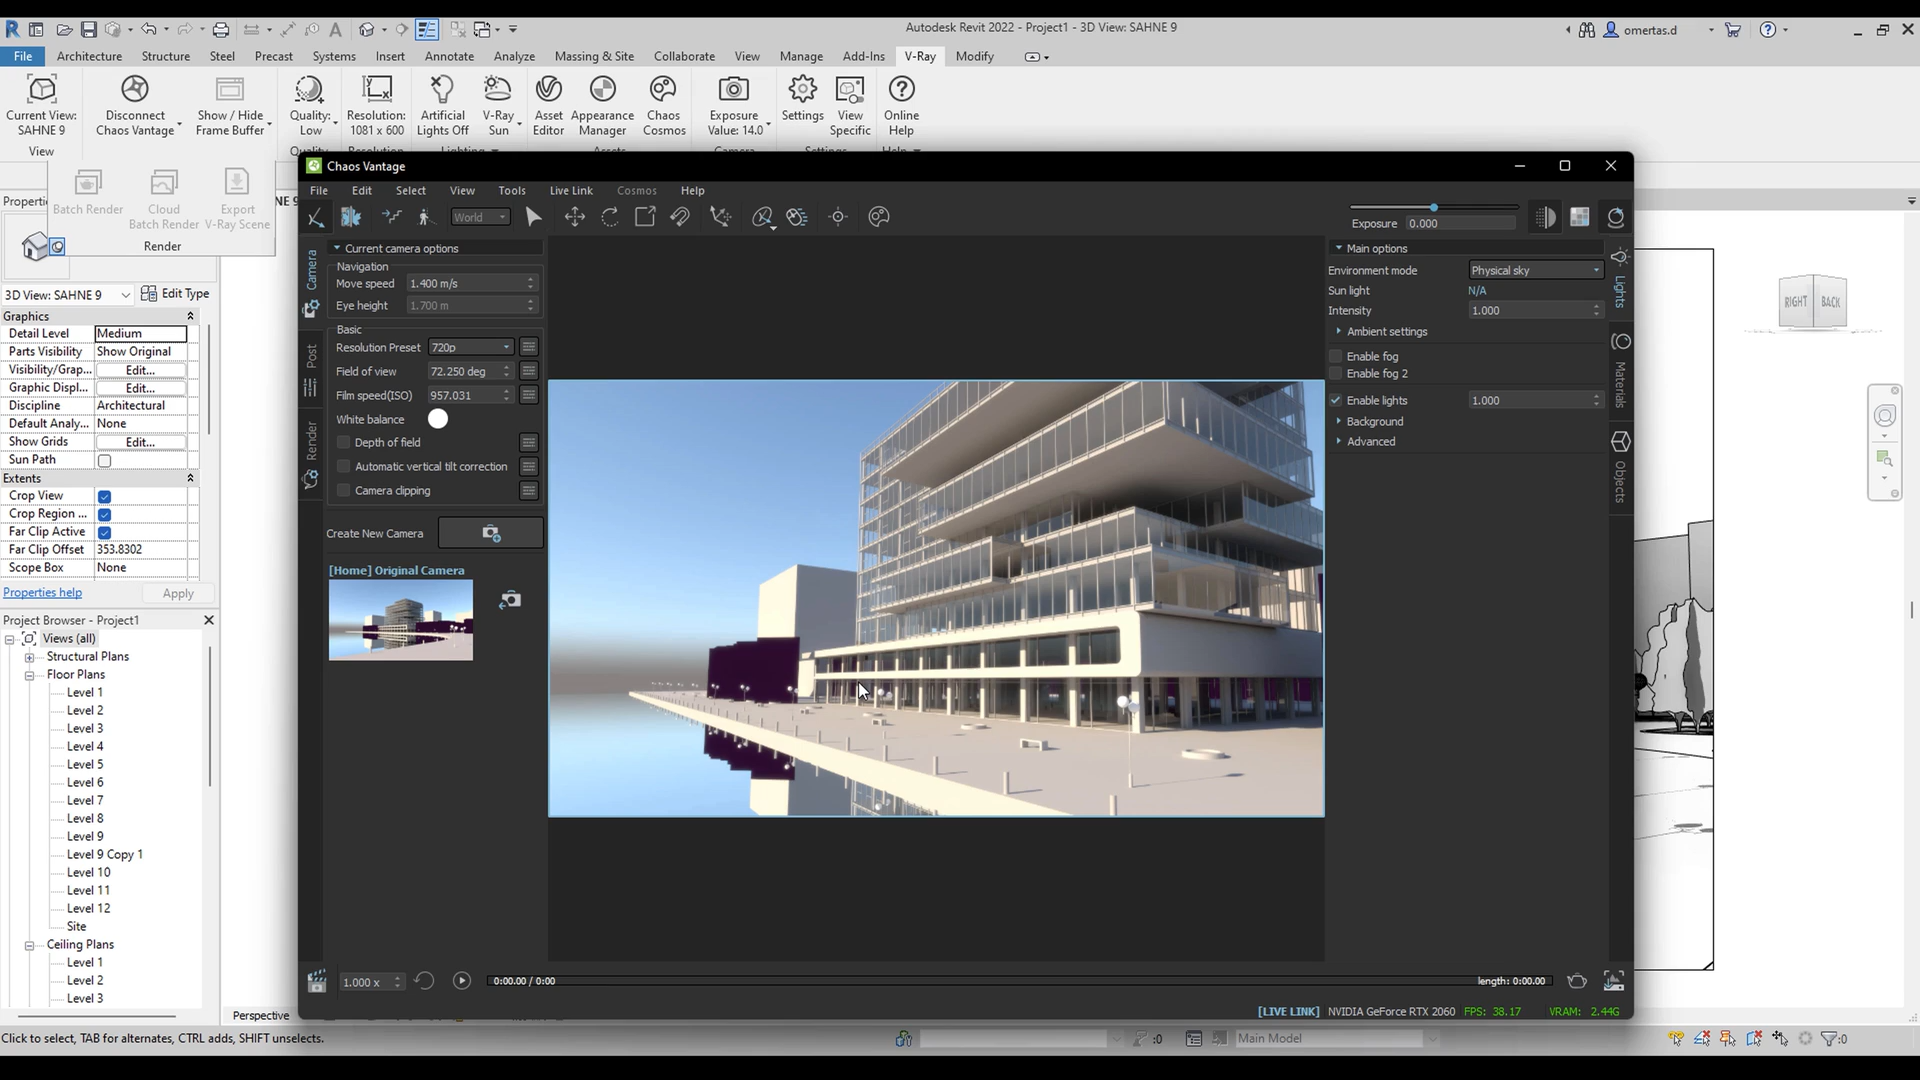 Autodesk Revit 2022 - Project1 - 3D View: SAHNE 9
omertas.d
File Architecture Structure Steel Precast Systems Insert Annotate Analyze Massing & Site Collaborate View Manage Add-Ins V-Ray Modify
Current View: SAHNE 9
Disconnect Chaos Vantage
Show / Hide Frame Buffer
Quality: Low
Resolution: 1081 x 600
Artificial Lights Off
V-Ray Sun
Asset Editor
Appearance Manager
Chaos Cosmos
Exposure Value: 14.0
Settings
View Specific
Online Help
View
Batch Render
Cloud Batch Render
Export V-Ray Scene
Render
Chaos Vantage
File Edit Select View Tools Live Link Cosmos Help
World
Exposure 0.000
Camera
Post
Render
Current camera options
Navigation
Move speed 1.400 m/s
Eye height 1.700 m
Basic
Resolution Preset 720p
Field of view 72.250 deg
Film speed(ISO) 957.031
White balance
Depth of field
Automatic vertical tilt correction
Camera clipping
Create New Camera
[Home] Original Camera
Main options
Environment mode Physical sky
Sun light N/A
Intensity 1.000
Ambient settings
Enable fog
Enable fog 2
Enable lights 1.000
Background
Advanced
Lights
Materials
Objects
1.000 x
0:00.00 / 0:00
length: 0:00.00
[LIVE LINK] NVIDIA GeForce RTX 2060 FPS: 38.17 VRAM: 2.44G
RIGHT BACK
3D View: SAHNE 9 Edit Type
Graphics
Detail Level Medium
Parts Visibility Show Original
Visibility/Grap... Edit...
Graphic Displ... Edit...
Discipline Architectural
Default Analy... None
Show Grids Edit...
Sun Path
Extents
Crop View
Crop Region ...
Far Clip Active
Far Clip Offset 353.8302
Scope Box None
Properties help Apply
Project Browser - Project1
Views (all)
Structural Plans
Floor Plans
Level 1
Level 2
Level 3
Level 4
Level 5
Level 6
Level 7
Level 8
Level 9
Level 9 Copy 1
Level 10
Level 11
Level 12
Site
Ceiling Plans
Level 1
Level 2
Level 3
Perspective
Click to select, TAB for alternates, CTRL adds, SHIFT unselects.
:0
Main Model
:0